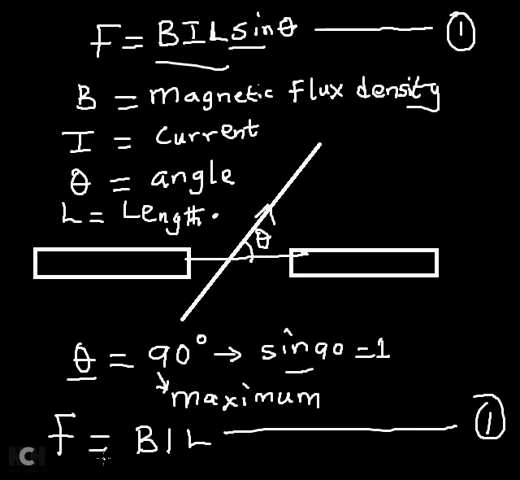 F = BILsinθ ——— ①
B = magnetic flux density
I = current
θ = angle
L = Length.
θ
θ = 90° → sin90 = 1
maximum
F = BIL ——— ①